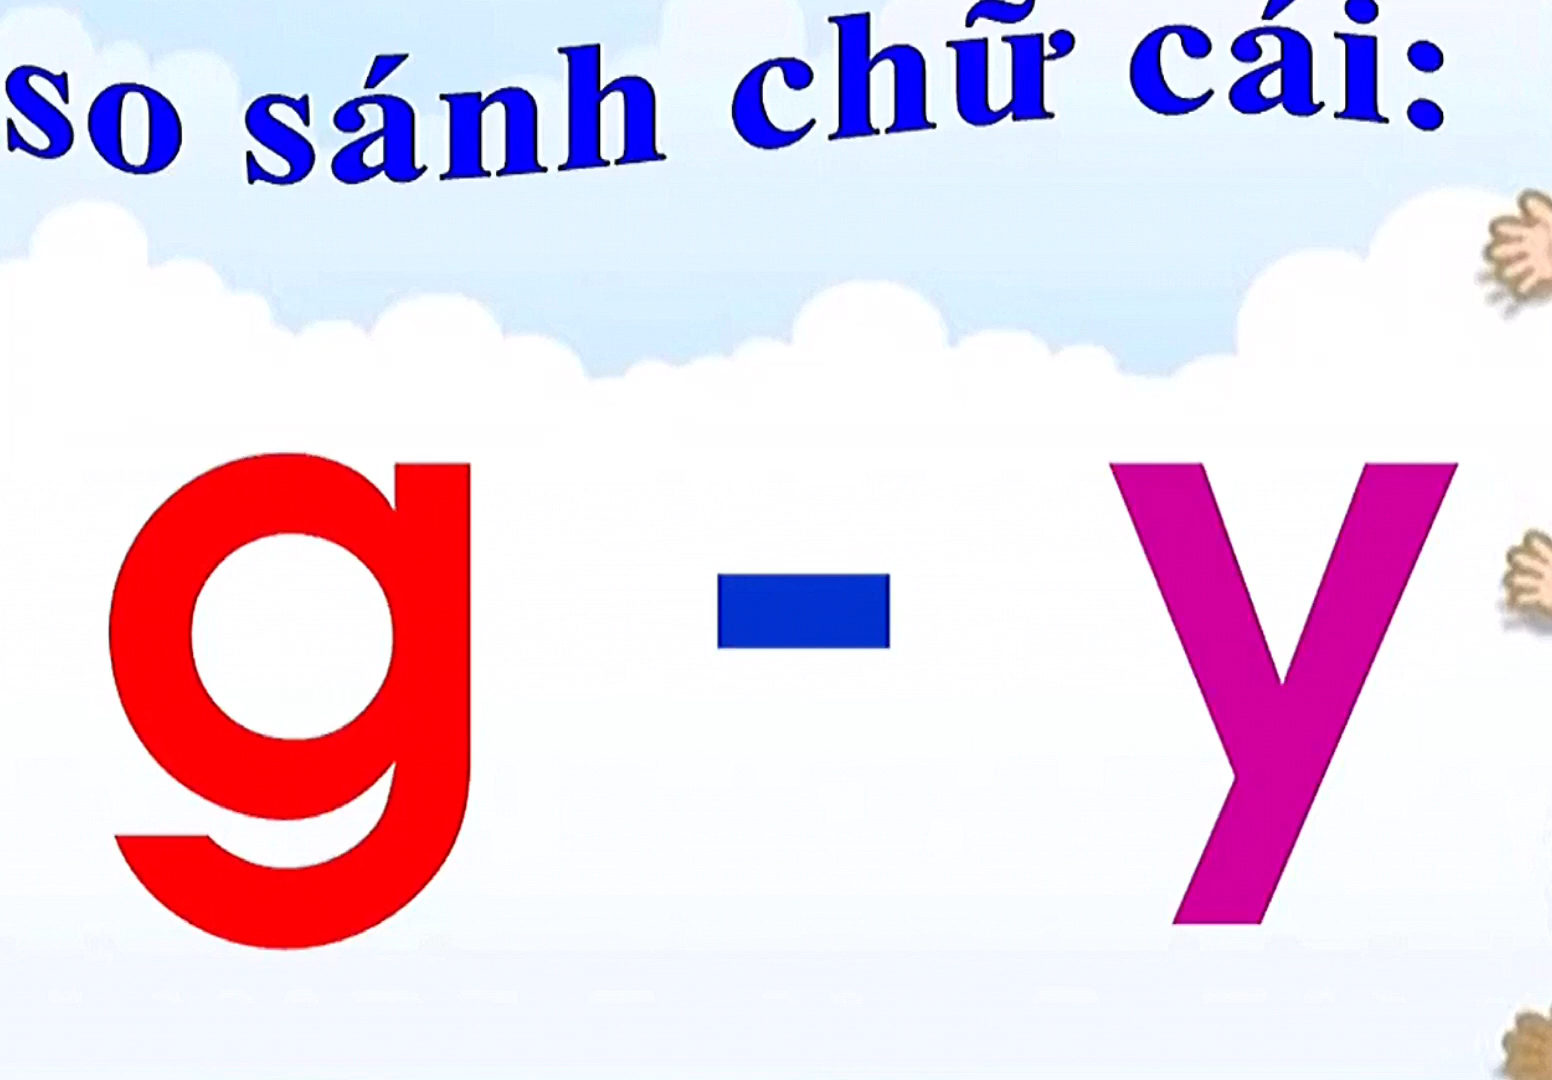 so sánh chữ cái:
g - y